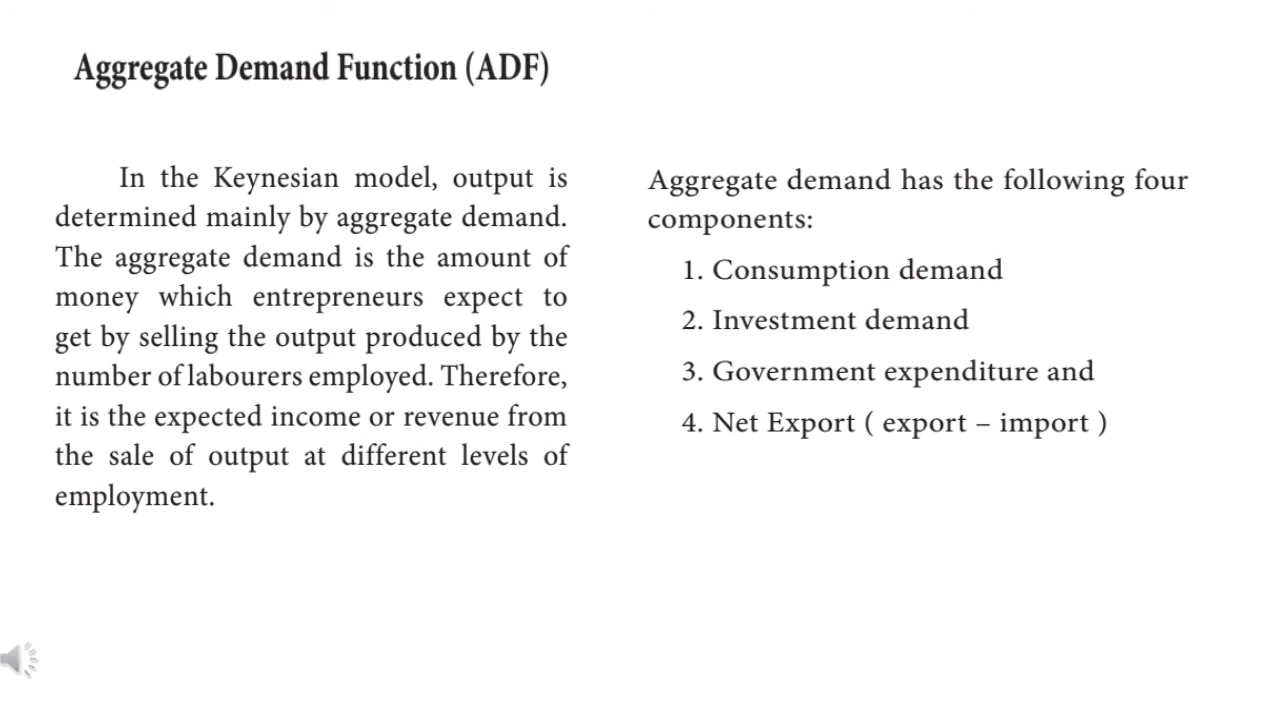 Aggregate Demand Function (ADF)
In the Keynesian model, output is
determined mainly by aggregate demand.
The aggregate demand is the amount of
money which entrepreneurs expect to
get by selling the output produced by the
number of labourers employed. Therefore,
it is the expected income or revenue from
the sale of output at different levels of
employment.
Aggregate demand has the following four
components:
1. Consumption demand
2. Investment demand
3. Government expenditure and
4. Net Export ( export – import )